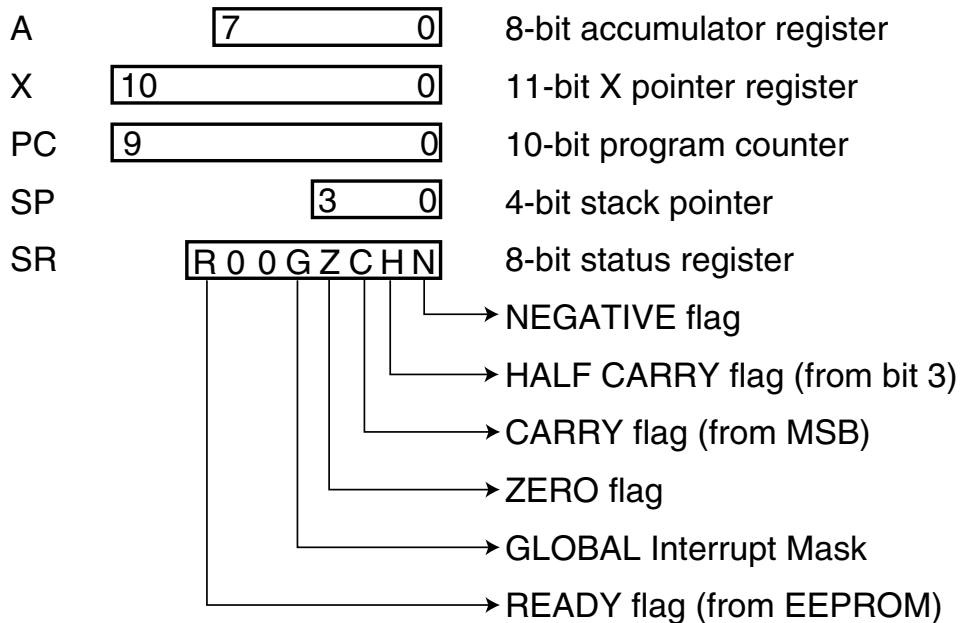 A 7 0 8-bit accumulator register
X 10 0 11-bit X pointer register
PC 9 0 10-bit program counter
SP 3 0 4-bit stack pointer
SR R 0 0 G Z C H N 8-bit status register
NEGATIVE flag
HALF CARRY flag (from bit 3)
CARRY flag (from MSB)
ZERO flag
GLOBAL Interrupt Mask
READY flag (from EEPROM)